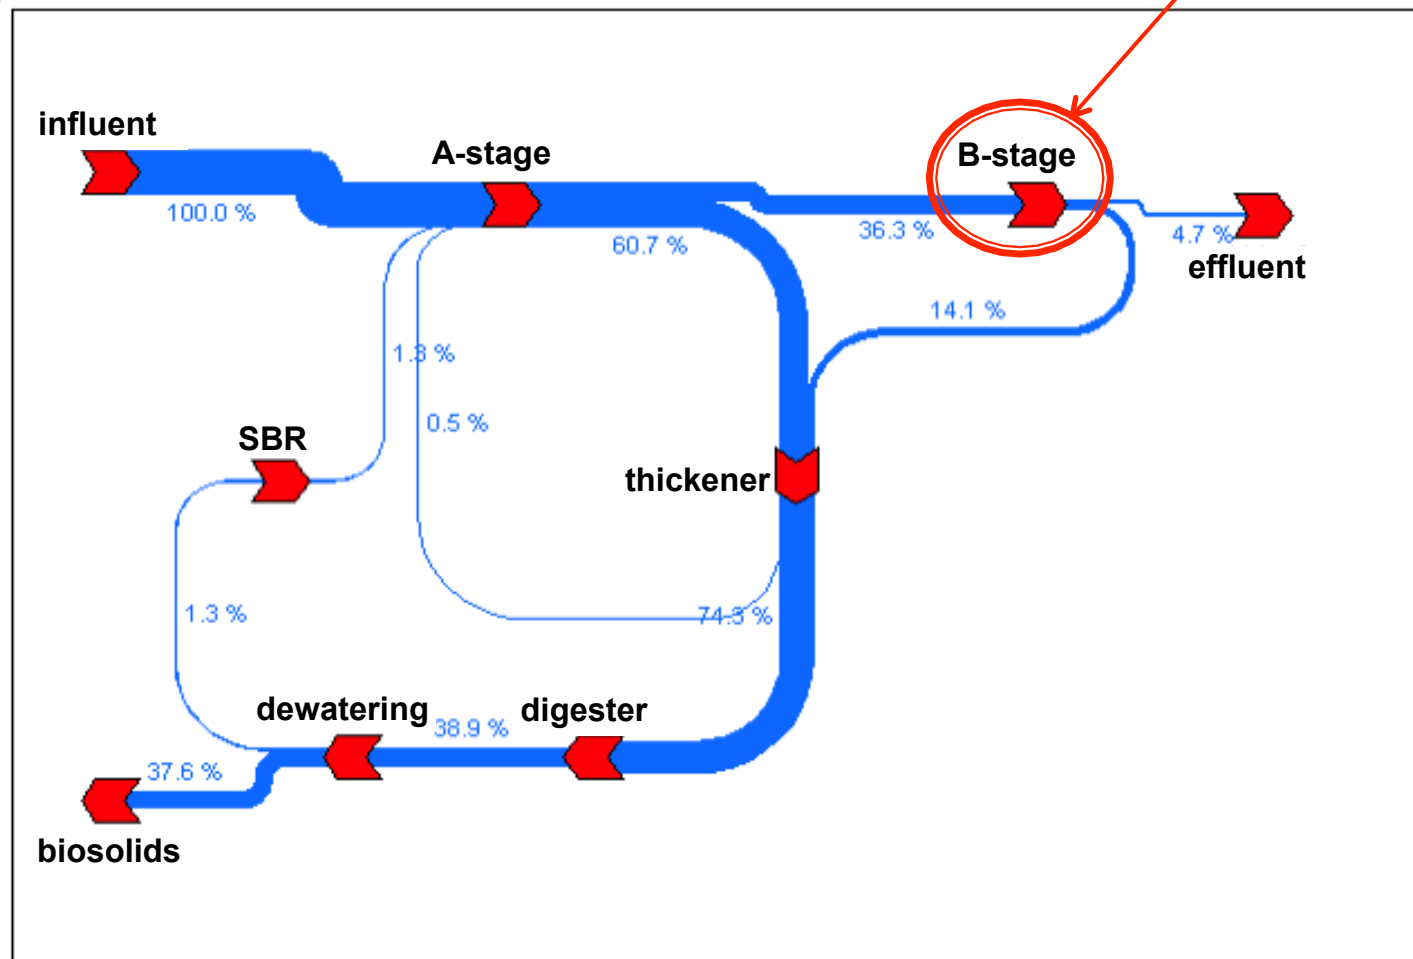 influent
A-stage
B-stage
100.0 %
60.7 %
36.3 %
4.7 %
effluent
14.1 %
1.3 %
0.5 %
SBR
thickener
1.3 %
74.3 %
dewatering
38.9 %
digester
37.6 %
biosolids